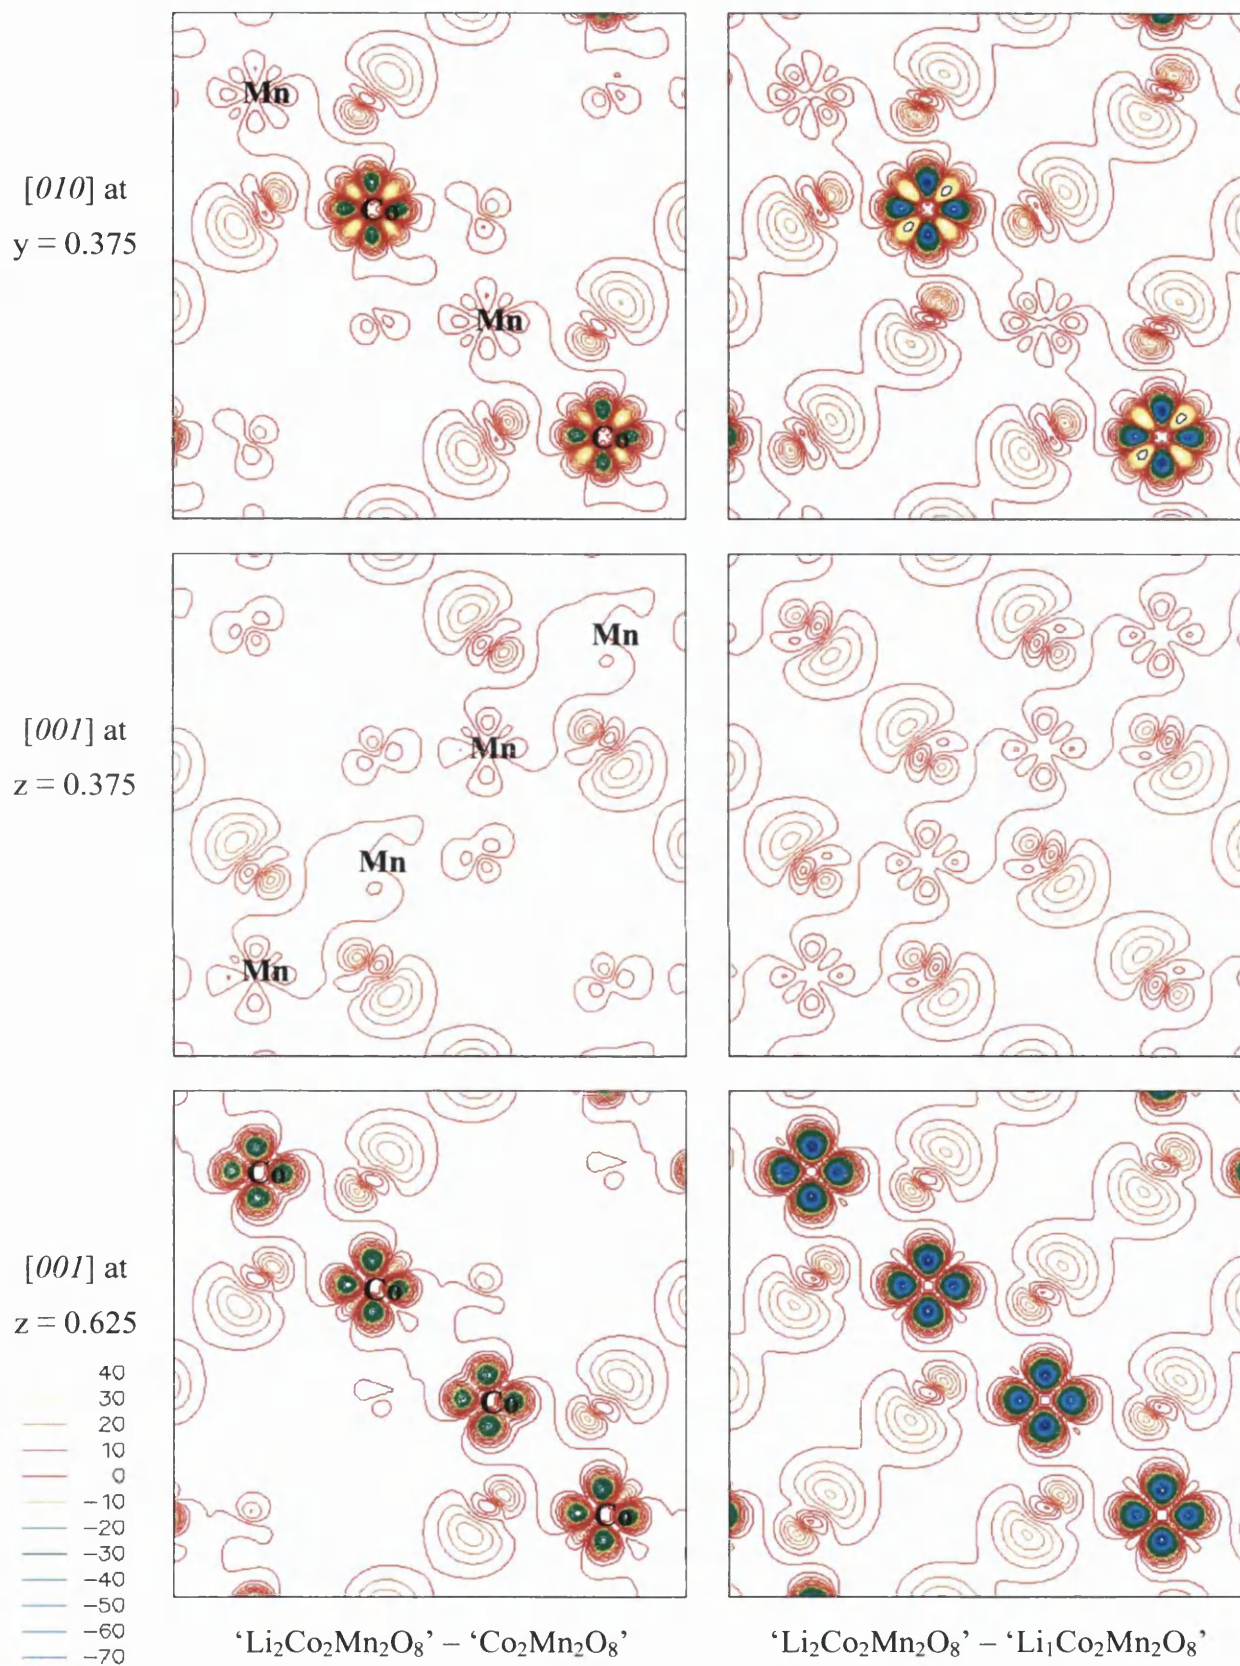 Mn
[010] at
y = 0.375
Co
Mn
Co
Mn
[001] at
z = 0.375
Mn
Mn
Mn
Co
[001] at
z = 0.625
Co
Co
Co
40
30
20
10
0
−10
−20
−30
−40
−50
−60
−70
‘Li₂Co₂Mn₂O₈’ – ‘Co₂Mn₂O₈’
‘Li₂Co₂Mn₂O₈’ – ‘Li₁Co₂Mn₂O₈’